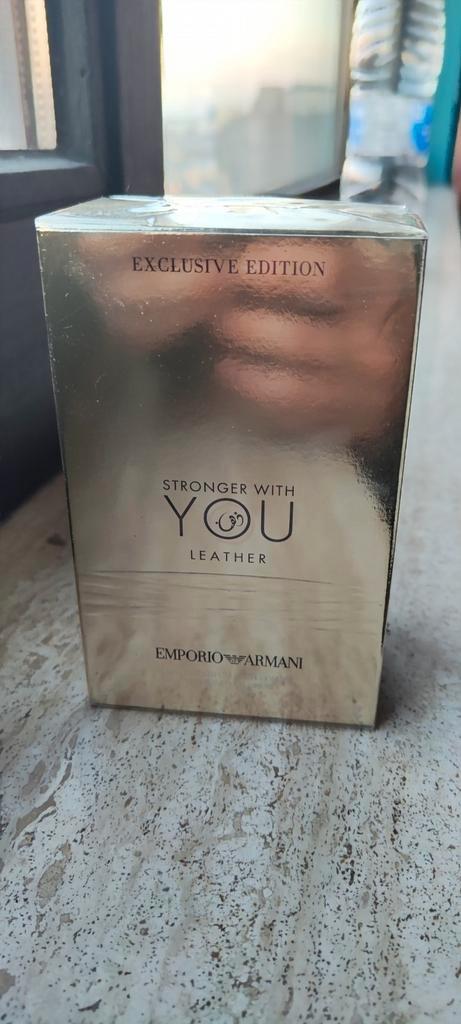 EXCLUSIVE EDITION
STRONGER WITH
YOU
LEATHER
EMPORIO ARMANI